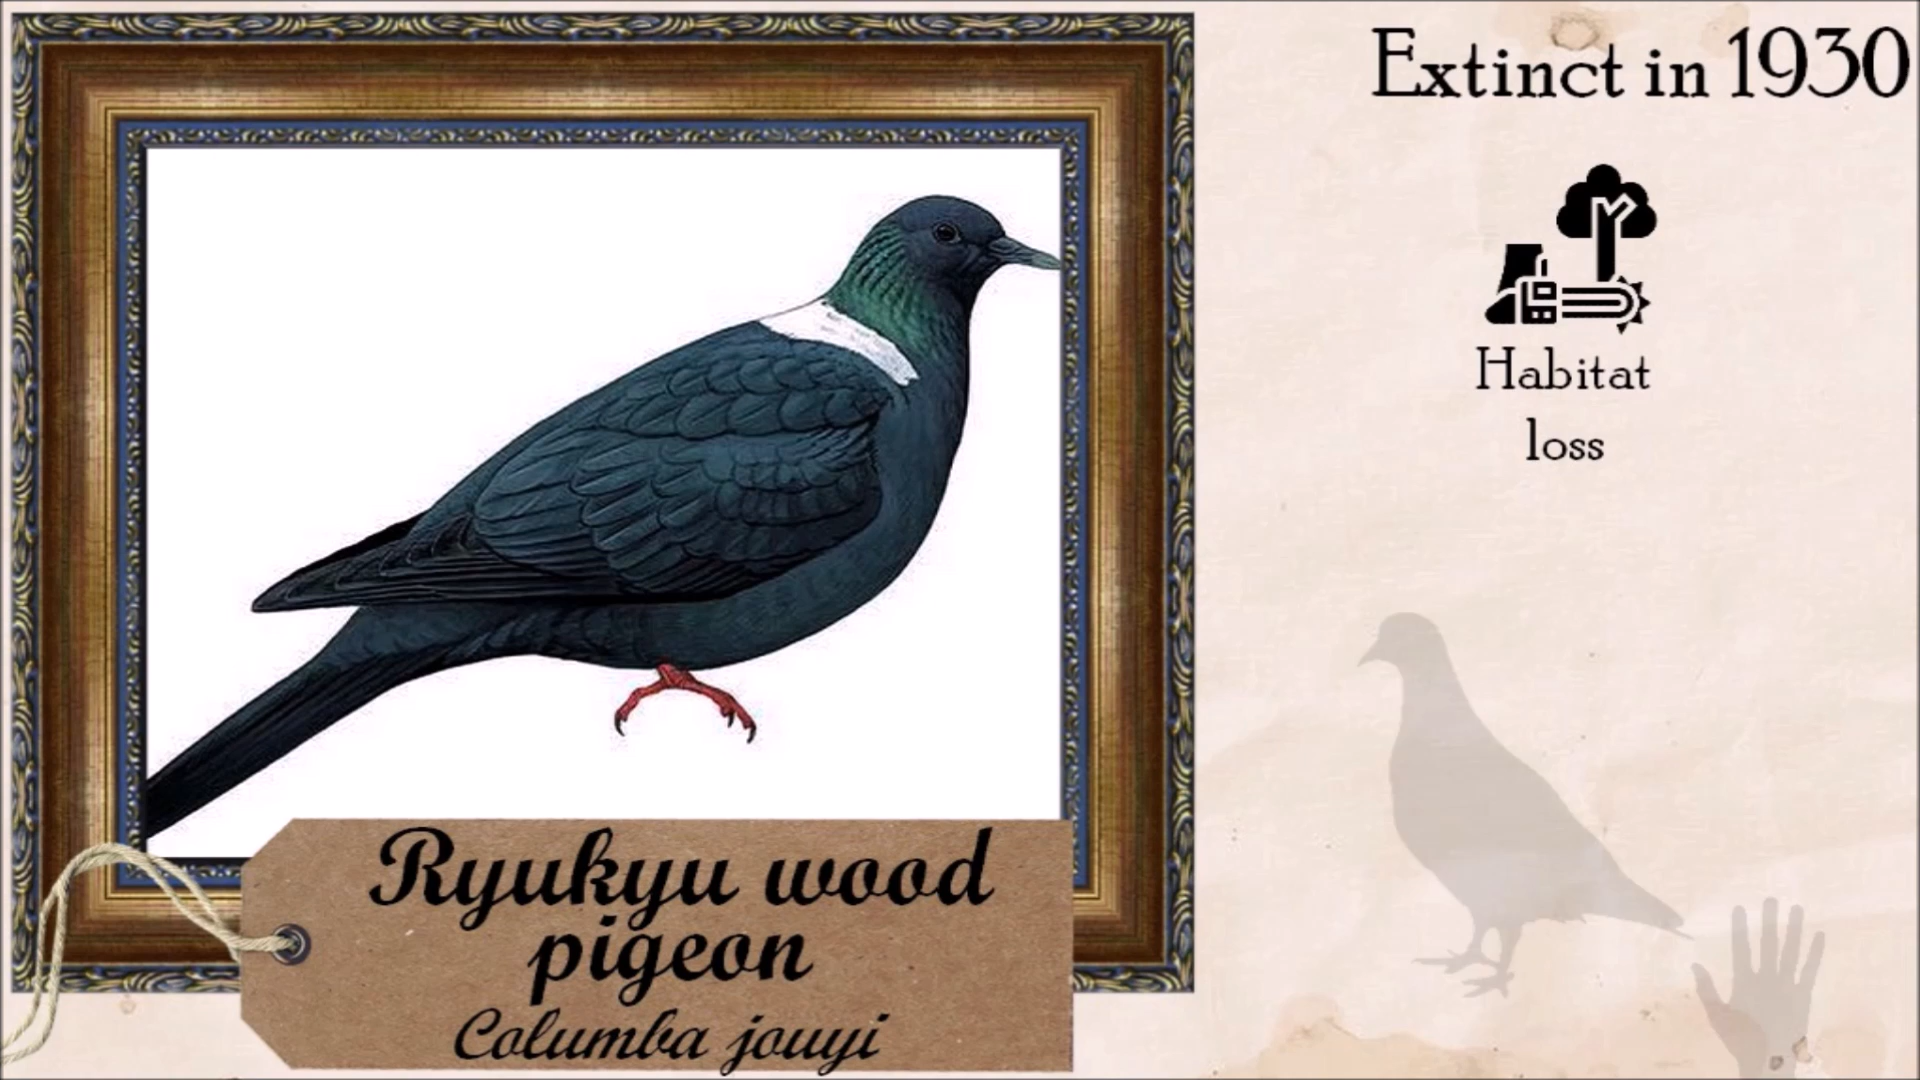 Extinct in 1930
Habitat
loss
Ryukyu wood
pigeon
Columba jouyi